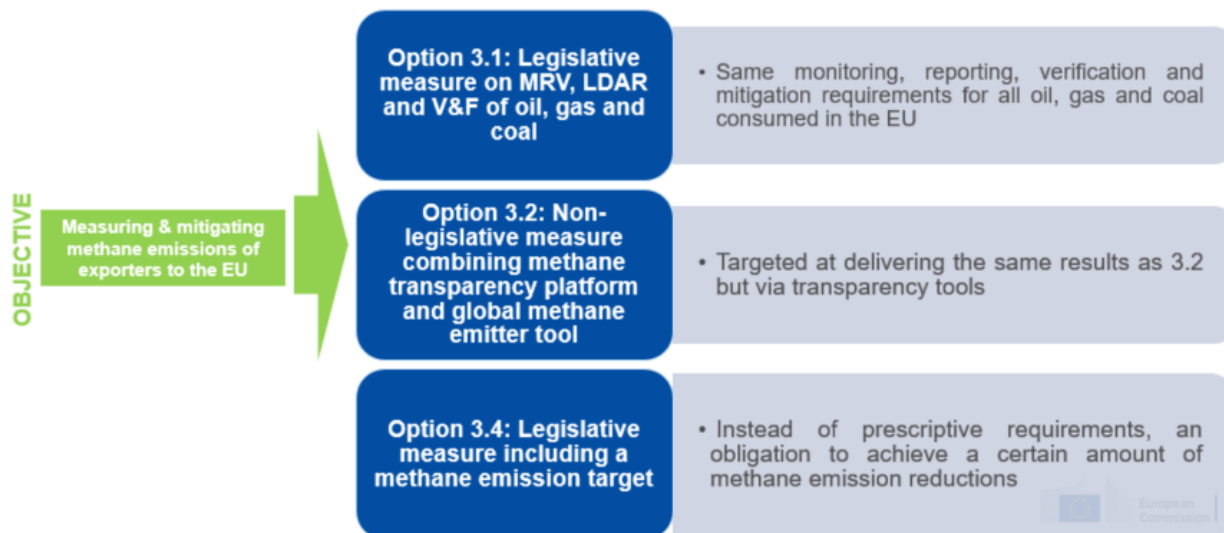 OBJECTIVE
Measuring & mitigating
methane emissions of
exporters to the EU
Option 3.1: Legislative
measure on MRV, LDAR
and V&F of oil, gas and
coal
• Same monitoring, reporting, verification and
mitigation requirements for all oil, gas and coal
consumed in the EU
Option 3.2: Non-
legislative measure
combining methane
transparency platform
and global methane
emitter tool
• Targeted at delivering the same results as 3.2
but via transparency tools
Option 3.4: Legislative
measure including a
methane emission target
• Instead of prescriptive requirements, an
obligation to achieve a certain amount of
methane emission reductions
European
Commission